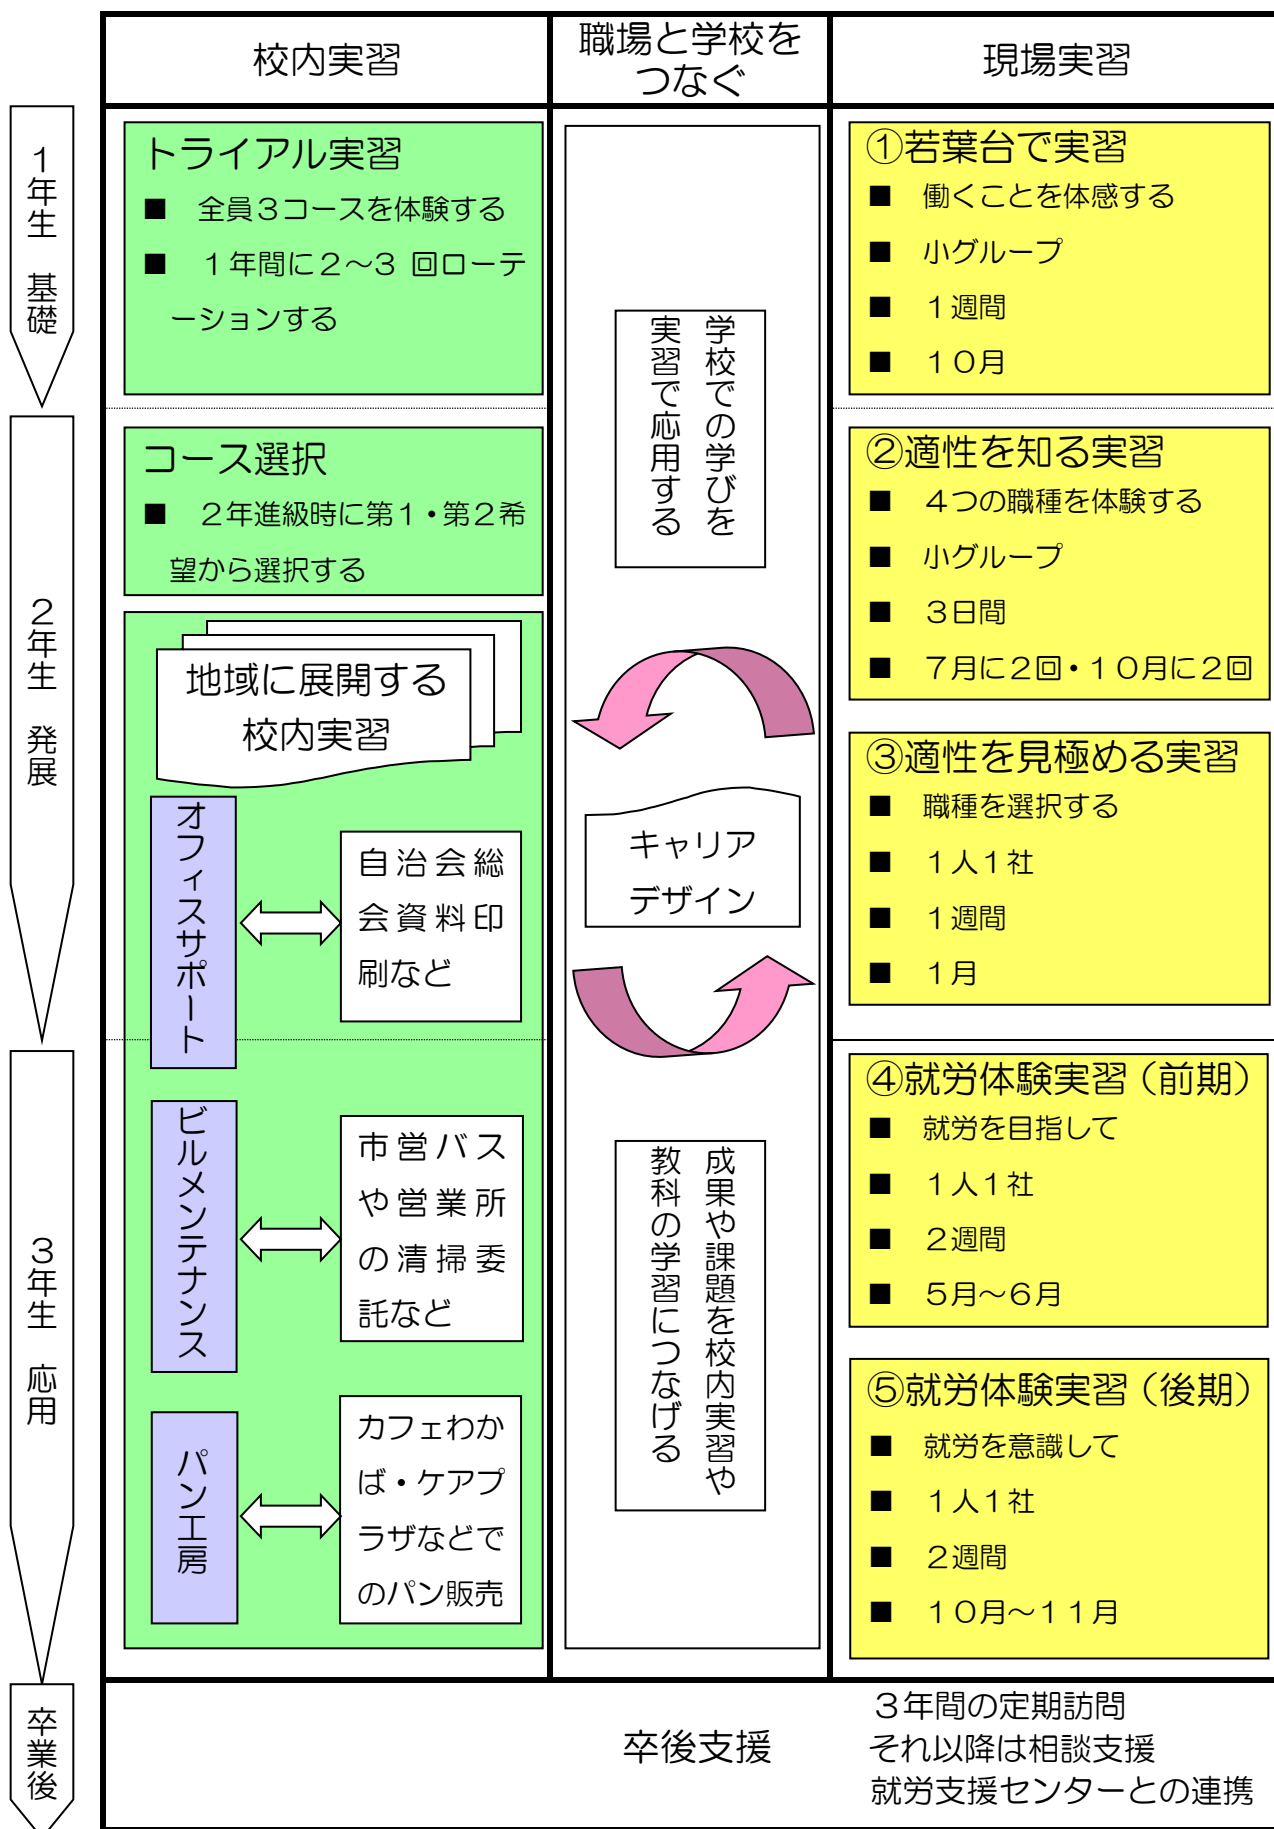 校内実習
職場と学校を
つなぐ
現場実習
1年生 基礎
トライアル実習
■ 全員3コースを体験する
■ 1年間に2～3 回ローテ
ーションする
①若葉台で実習
■ 働くことを体感する
■ 小グループ
■ 1週間
■ 10月
学校での学びを
実習で応用する
2年生 発展
コース選択
■ 2年進級時に第1・第2希
望から選択する
地域に展開する
校内実習
②適性を知る実習
■ 4つの職種を体験する
■ 小グループ
■ 3日間
■ 7月に2回・10月に2回
③適性を見極める実習
■ 職種を選択する
■ 1人1社
■ 1週間
■ 1月
キャリア
デザイン
オフィスサポート
自治会総
会資料印
刷など
3年生 応用
ビルメンテナンス
市営バス
や営業所
の清掃委
託など
パン工房
カフェわか
ば・ケアプ
ラザなどで
のパン販売
成果や課題を校内実習や
教科の学習につなげる
④就労体験実習（前期）
■ 就労を目指して
■ 1人1社
■ 2週間
■ 5月～6月
⑤就労体験実習（後期）
■ 就労を意識して
■ 1人1社
■ 2週間
■ 10月～11月
卒業後
卒後支援
3年間の定期訪問
それ以降は相談支援
就労支援センターとの連携